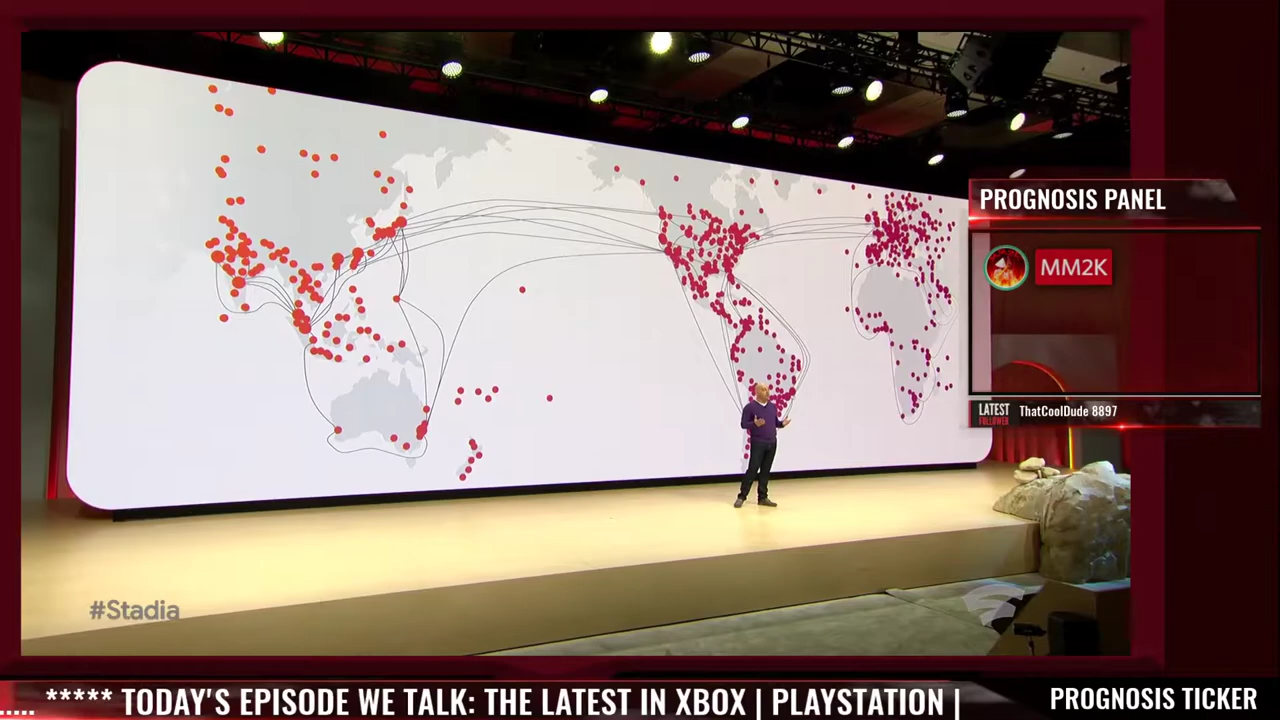 PROGNOSIS PANEL
MM2K
LATEST
FOLLOWER
ThatCoolDude 8897
#Stadia
..... ***** TODAY'S EPISODE WE TALK: THE LATEST IN XBOX | PLAYSTATION |
PROGNOSIS TICKER